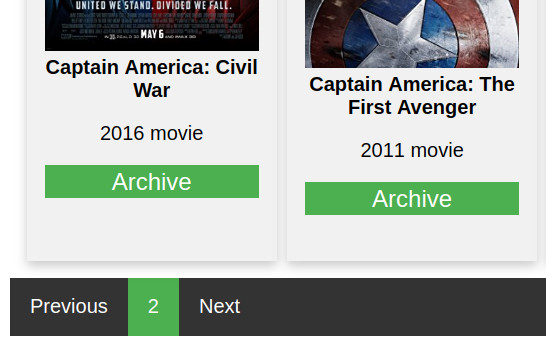 UNITED WE STAND. DIVIDED WE FALL.
MAY 6
Captain America: Civil
War
2016 movie
Archive
Captain America: The
First Avenger
2011 movie
Archive
Previous 2 Next